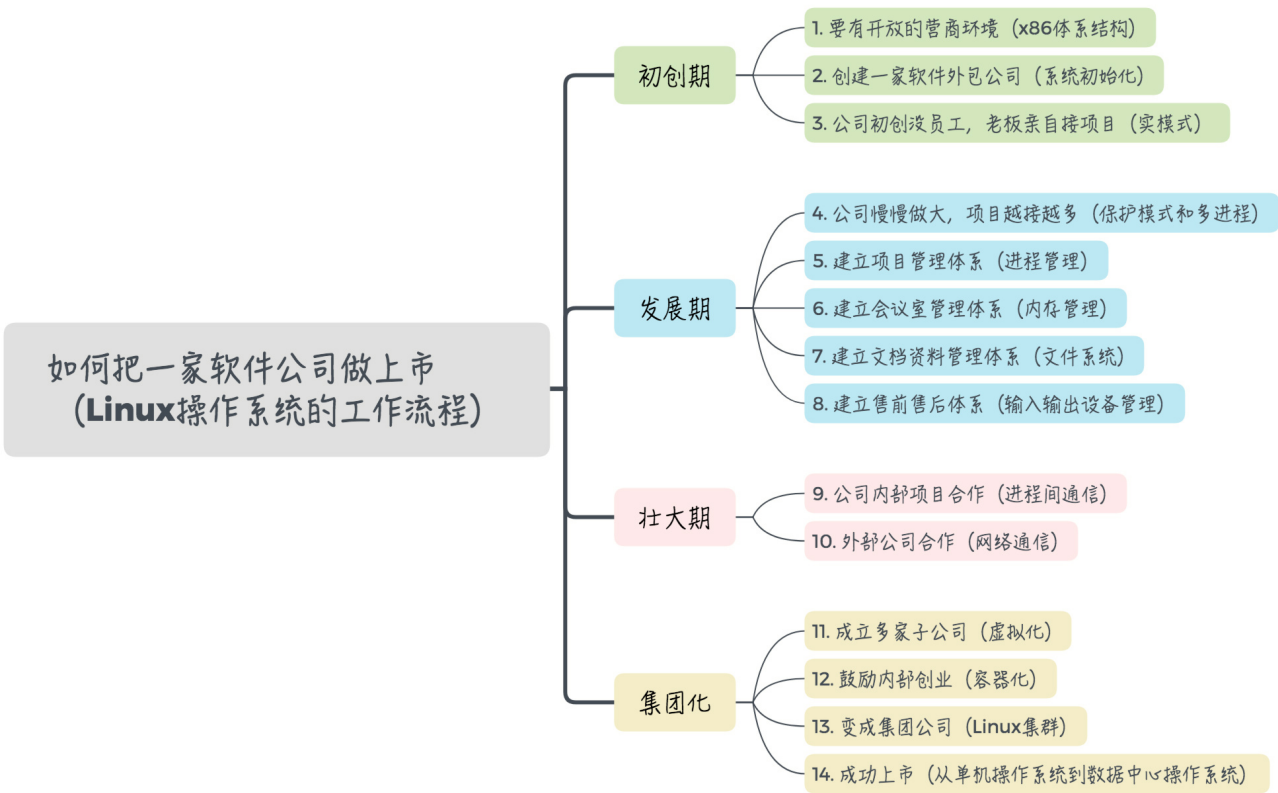 如何把一家软件公司做上市
（Linux操作系统的工作流程）
初创期
1. 要有开放的营商环境（x86体系结构）
2. 创建一家软件外包公司（系统初始化）
3. 公司初创没员工，老板亲自接项目（实模式）
发展期
4. 公司慢慢做大，项目越接越多（保护模式和多进程）
5. 建立项目管理体系（进程管理）
6. 建立会议室管理体系（内存管理）
7. 建立文档资料管理体系（文件系统）
8. 建立售前售后体系（输入输出设备管理）
壮大期
9. 公司内部项目合作（进程间通信）
10. 外部公司合作（网络通信）
集团化
11. 成立多家子公司（虚拟化）
12. 鼓励内部创业（容器化）
13. 变成集团公司（Linux集群）
14. 成功上市（从单机操作系统到数据中心操作系统）